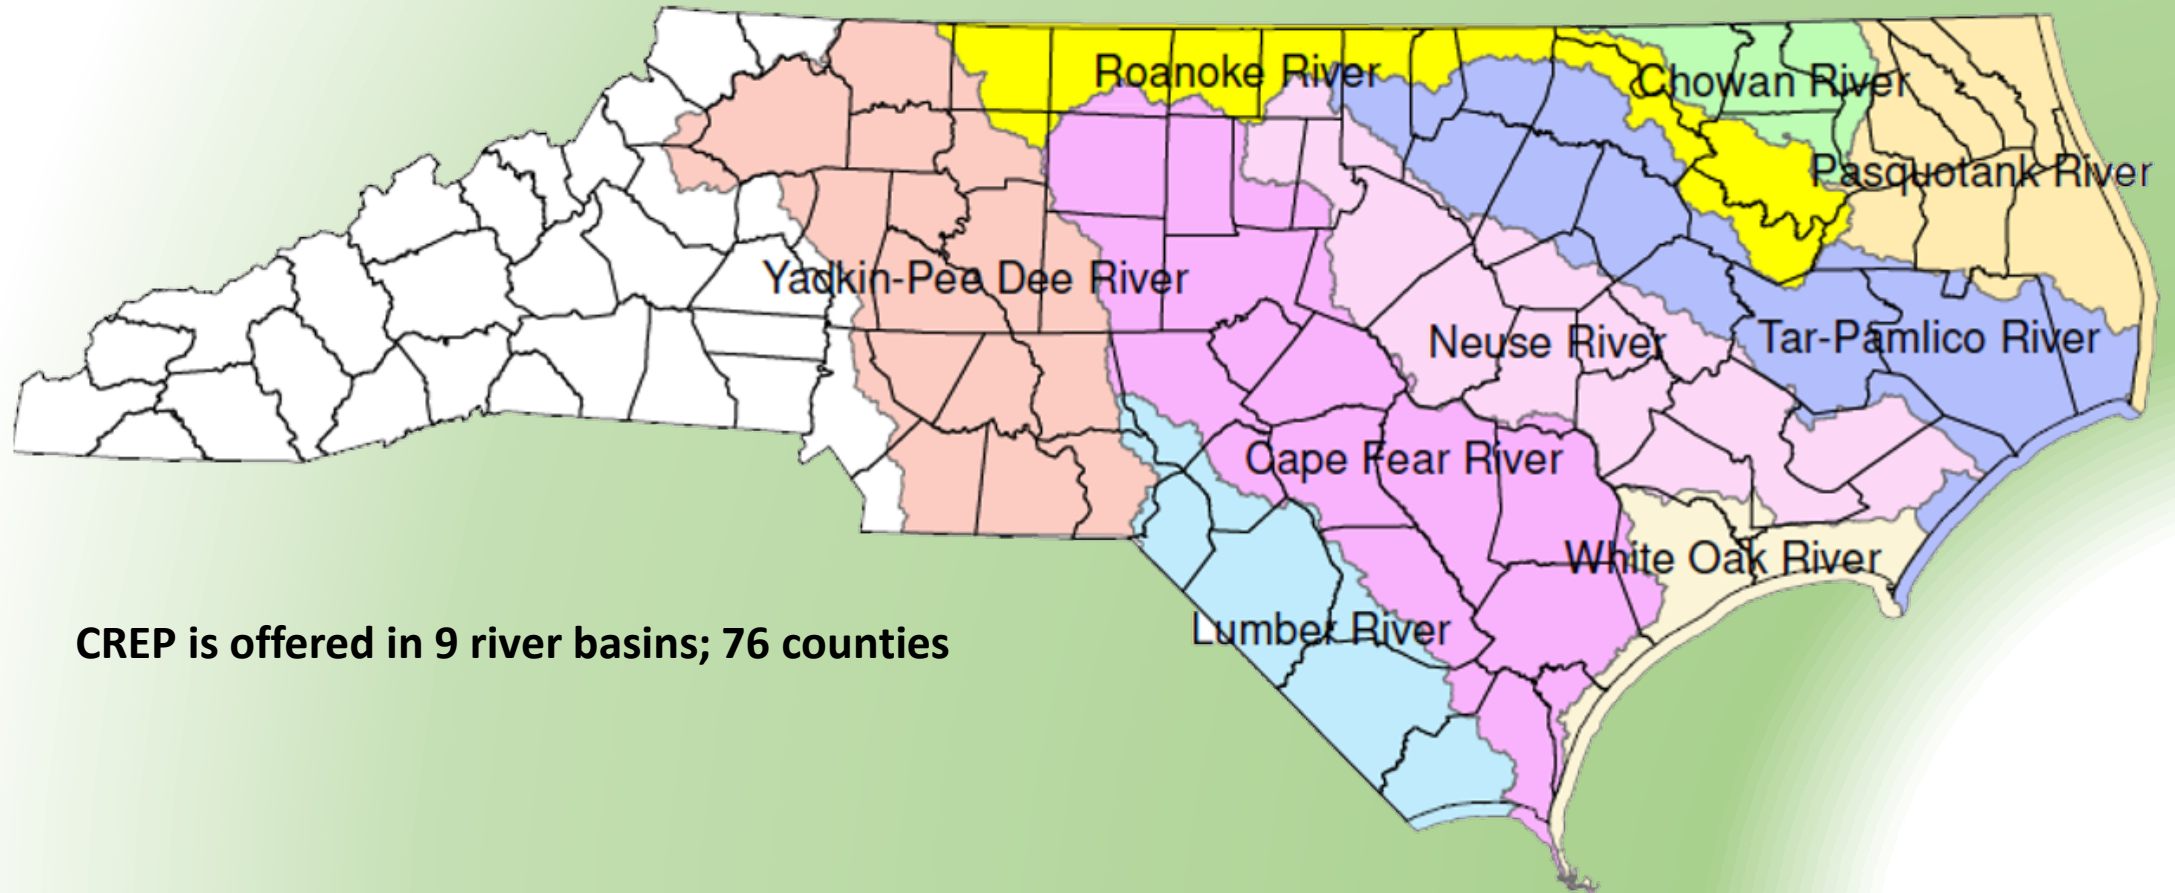 Roanoke River
Chowan River
Pasquotank River
Yadkin-Pee Dee River
Neuse River
Tar-Pamlico River
Cape Fear River
White Oak River
Lumber River
CREP is offered in 9 river basins; 76 counties